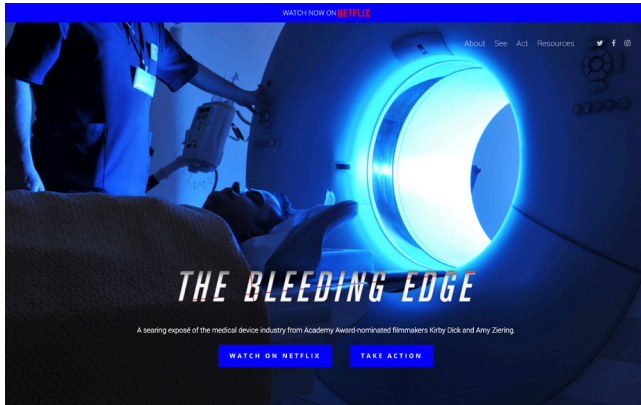 WATCH NOW ON NETFLIX
About See Act Resources
THE BLEEDING EDGE
A searing exposé of the medical device industry from Academy Award-nominated filmmakers Kirby Dick and Amy Ziering.
WATCH ON NETFLIX TAKE ACTION